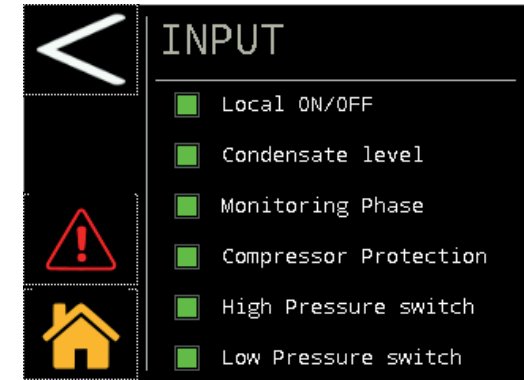 INPUT
Local ON/OFF
Condensate level
Monitoring Phase
Compressor Protection
High Pressure switch
Low Pressure switch